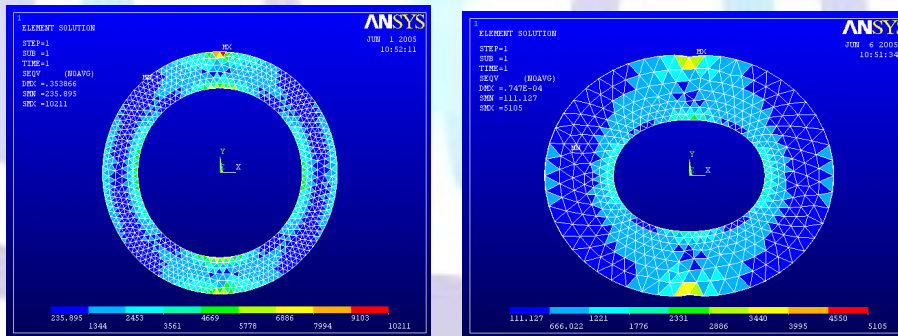 1
ANSYS
ELEMENT SOLUTION
JUN 1 2005
10:52:11
STEP=1
SUB =1
TIME=1
SEQV (NOAVG)
DMX =.353866
SMN =235.895
SMX =10211
MX
MN
Y
X
235.895 2453 4669 6886 9103
1344 3561 5778 7994 10211
1
ANSYS
ELEMENT SOLUTION
JUN 6 2005
10:51:34
STEP=1
SUB =1
TIME=1
SEQV (NOAVG)
DMX =.747E-04
SMN =111.127
SMX =5105
MX
MN
Y
X
111.127 1221 2331 3440 4550
666.022 1776 2886 3995 5105